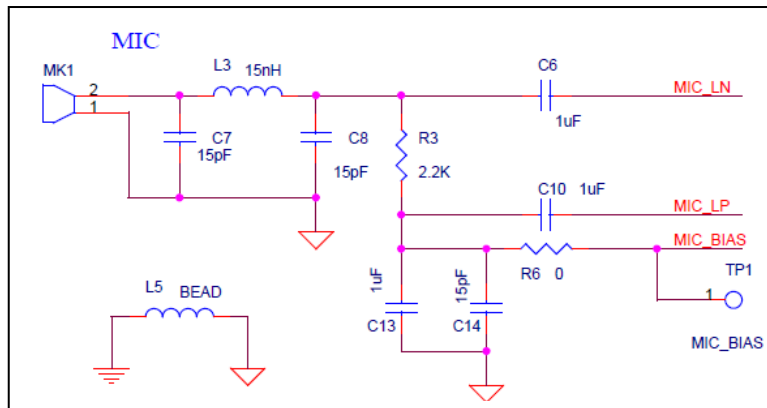 MIC
MK1
2
1
L3 15nH
C7
15pF
C8
15pF
R3
2.2K
C6
1uF
MIC_LN
C10 1uF
MIC_LP
MIC_BIAS
R6 0
TP1
1
MIC_BIAS
1uF
C13
15pF
C14
L5 BEAD